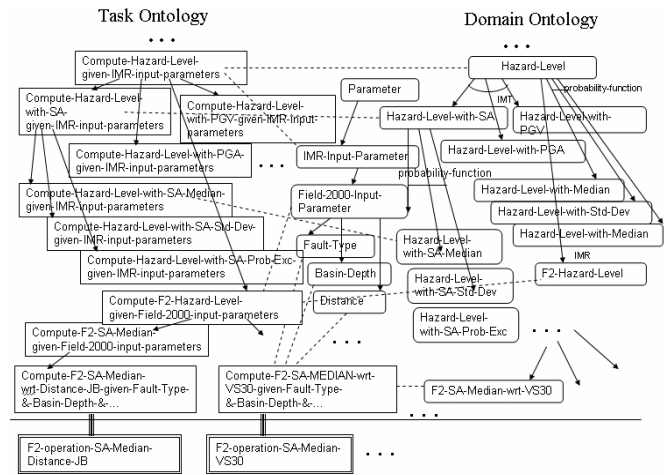 Task Ontology
Domain Ontology
. . .
. . .
Compute-Hazard-Level-
given-IMR-input-parameters
Hazard-Level
probability-function
Parameter
IMT
Compute-Hazard-Level-
with-SA-
given-IMR-input-parameters
Compute-Hazard-Level-
with-PGV-given-IMR-Input-
parameters
Hazard-Level-with-SA
Hazard-Level-with-
PGV
Compute-Hazard-Level-with-PGA-
given-IMR-input-parameters
. . .
IMR-Input-Parameter
Hazard-Level-with-PGA
probability-function
Compute-Hazard-Level-with-SA-Median-
given-IMR-input-parameters
Field-2000-Input-
Parameter
Hazard-Level-with-Median
Hazard-Level-with-Std-Dev
Compute-Hazard-Level-with-SA-Std-Dev-
given-IMR-input-parameters
Fault-Type
Hazard-Level-
with-SA-Median
Hazard-Level-with-Median
IMR
Compute-Hazard-Level-with-SA-Prob-Exc-
given-IMR-input-parameters
Basin-Depth
Hazard-Level-
with-SA-Std-Dev
F2-Hazard-Level
Compute-F2-Hazard-Level-
given-Field-2000-input-parameters
Distance
Hazard-Level-
with-SA-Prob-Exc
. . .
Compute-F2-SA-Median-
given-Field-2000-input-parameters
. . .
Compute-F2-SA-Median-
wrt-Distance-JB-given-Fault-Type-
&-Basin-Depth-&-...
Compute-F2-SA-MEDIAN-wrt-
VS30-given-Fault-Type-
&-Basin-Depth-&-...
F2-SA-Median-wrt-VS30
. . .
F2-operation-SA-Median-
Distance-JB
F2-operation-SA-Median-
VS30
. . .